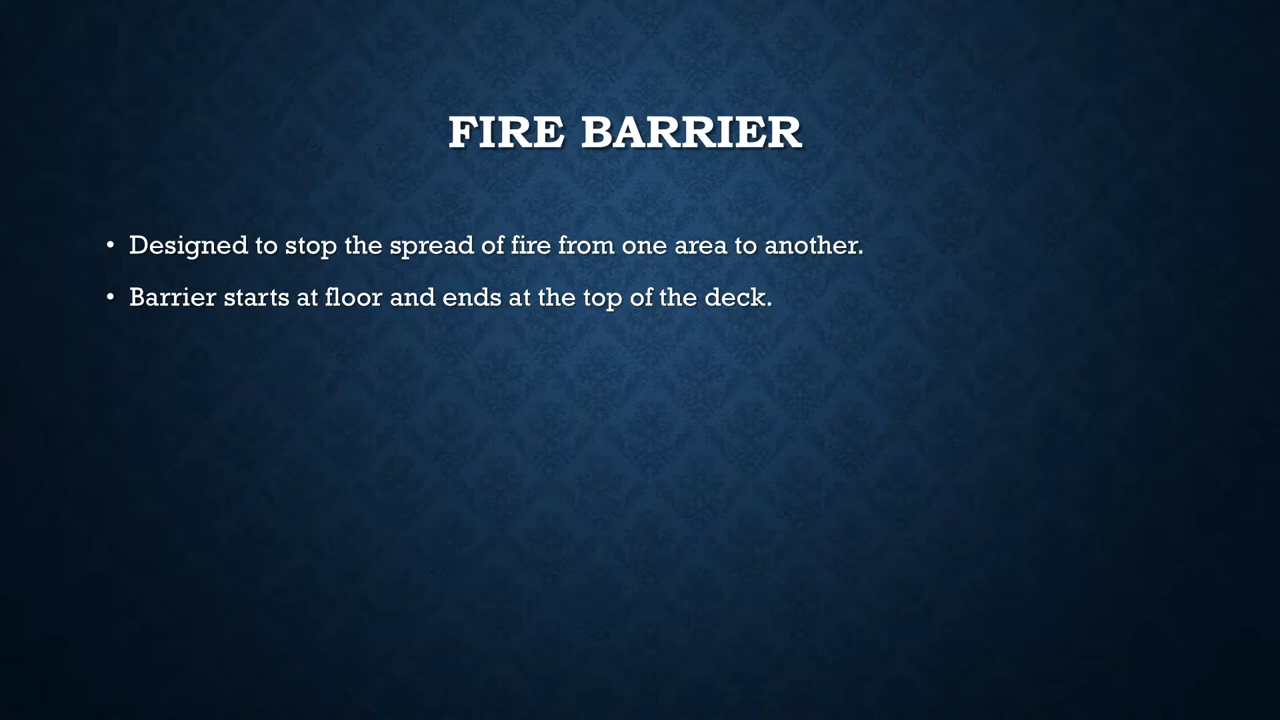 FIRE BARRIER
• Designed to stop the spread of fire from one area to another.
• Barrier starts at floor and ends at the top of the deck.